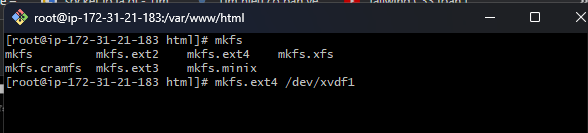 root@ip-172-31-21-183:/var/www/html
[root@ip-172-31-21-183 html]# mkfs
mkfs mkfs.ext2 mkfs.ext4 mkfs.xfs
mkfs.cramfs mkfs.ext3 mkfs.minix
[root@ip-172-31-21-183 html]# mkfs.ext4 /dev/xvdf1